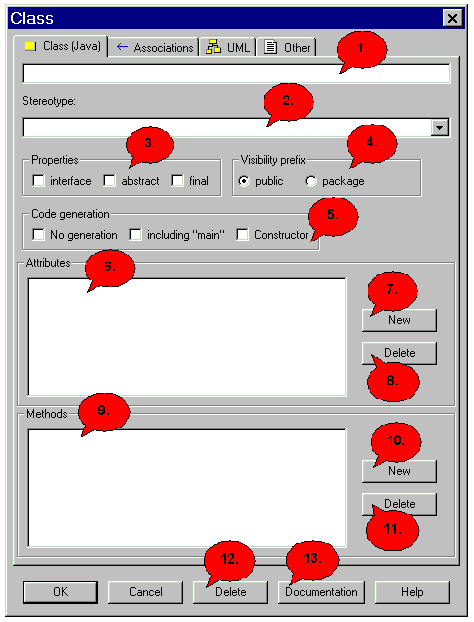 Class
Class (Java) Associations UML Other
1.
Stereotype:
2.
3.
4.
Properties Visibility prefix
interface abstract final public package
5.
Code generation
No generation including "main" Constructor
Attributes
6.
7.
New
Delete
8.
Methods
9.
10.
New
Delete
11.
12. 13.
OK Cancel Delete Documentation Help